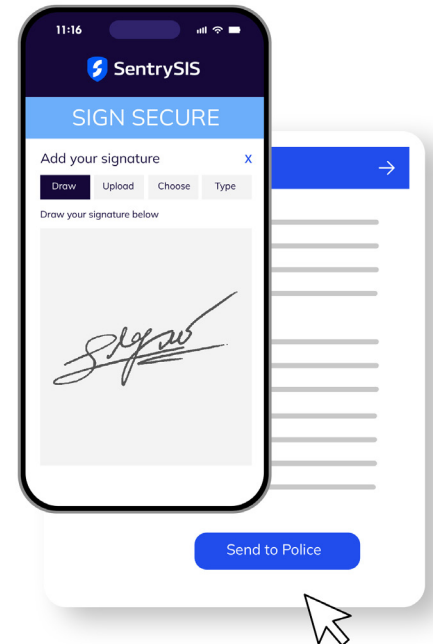 11:16
SentrySIS
SIGN SECURE
Add your signature X
Draw Upload Choose Type
Draw your signature below
Send to Police